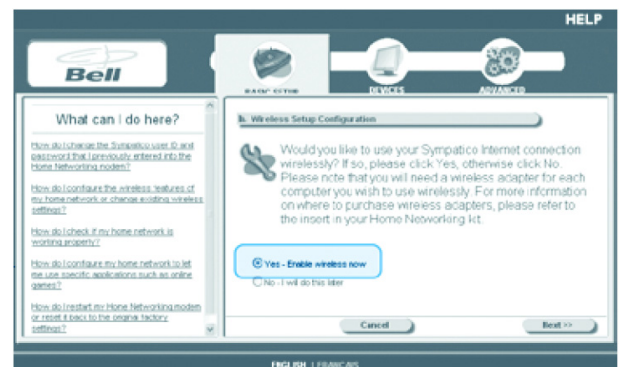 HELP
Bell
BASIC SETUP
DEVICES
ADVANCED
What can I do here?
How do I change the Sympatico user ID and
password that I previously entered into the
Home Networking modem?
How do I configure the wireless features of
my home network or change existing wireless
settings?
How do I check if my home network is
working properly?
How do I configure my home network to let
me use specific applications such as online
games?
How do I restart my Home Networking modem
or reset it back to the original factory
settings?
b. Wireless Setup Configuration
Would you like to use your Sympatico Internet connection
wirelessly? If so, please click Yes, otherwise click No.
Please note that you will need a wireless adapter for each
computer you wish to use wirelessly. For more information
on where to purchase wireless adapters, please refer to
the insert in your Home Networking kit.
Yes - Enable wireless now
No - I will do this later
Cancel
Next >>
ENGLISH | FRANCAIS